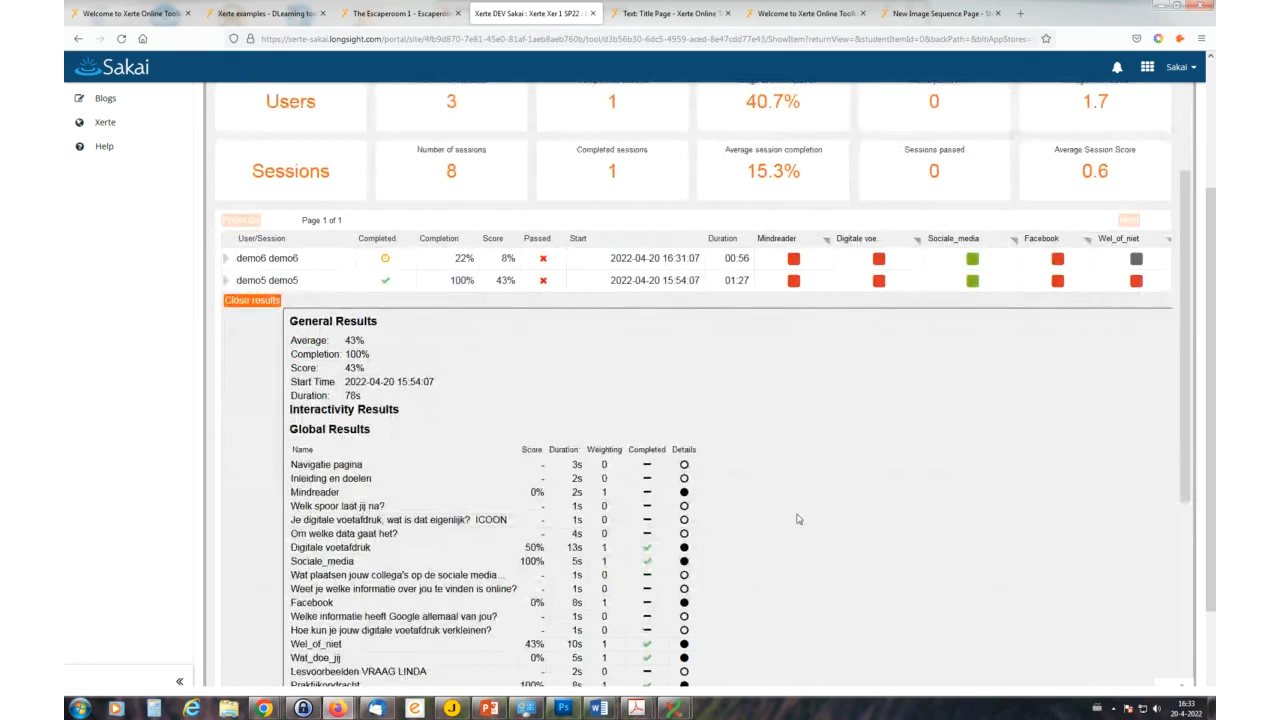 Welcome to Xerte Online Toolk × Xerte examples - DLearning too × The Escaperoom 1 - Escaperoo × Xerte DEV Sakai : Xerte Xer 1 SP22 : L × Text: Title Page - Xerte Online T × Welcome to Xerte Online Toolk × New Image Sequence Page - St × +
https://xerte-sakai.longsight.com/portal/site/4fb9d870-7e81-45e0-81af-1aeb8aeb760b/tool/d3b56b30-6dc5-4959-aced-8e47cdd77e43/ShowItem?returnView=&studentItemId=0&backPath=&bltiAppStores=
Sakai
Sakai
Blogs
Xerte
Help
Users 3 1 40.7% 0 1.7
Number of sessions Completed sessions Average session completion Sessions passed Average Session Score
Sessions 8 1 15.3% 0 0.6
Page 1 of 1
User/Session Completed Completion Score Passed Start Duration Mindreader Digitale voe... Sociale_media Facebook Wel_of_niet
demo6 demo6 22% 8% 2022-04-20 16:31:07 00:56
demo5 demo5 100% 43% 2022-04-20 15:54:07 01:27
Close results
General Results
Average: 43%
Completion: 100%
Score: 43%
Start Time: 2022-04-20 15:54:07
Duration: 78s
Interactivity Results
Global Results
Name Score Duration: Weighting Completed Details
Navigatie pagina - 3s 0
Inleiding en doelen - 2s 0
Mindreader 0% 2s 1
Welk spoor laat jij na? - 1s 0
Je digitale voetafdruk, wat is dat eigenlijk? ICOON - 1s 0
Om welke data gaat het? - 4s 0
Digitale voetafdruk 50% 13s 1
Sociale_media 100% 5s 1
Wat plaatsen jouw collega's op de sociale media... - 1s 0
Weet je welke informatie over jou te vinden is online? - 1s 0
Facebook 0% 8s 1
Welke informatie heeft Google allemaal van jou? - 1s 0
Hoe kun je jouw digitale voetafdruk verkleinen? - 1s 0
Wel_of_niet 43% 10s 1
Wat_doe_jij 0% 5s 1
Lesvoorbeelden VRAAG LINDA - 2s 0
Praktijkopdracht 100% 8s 1
16:33
20-4-2022